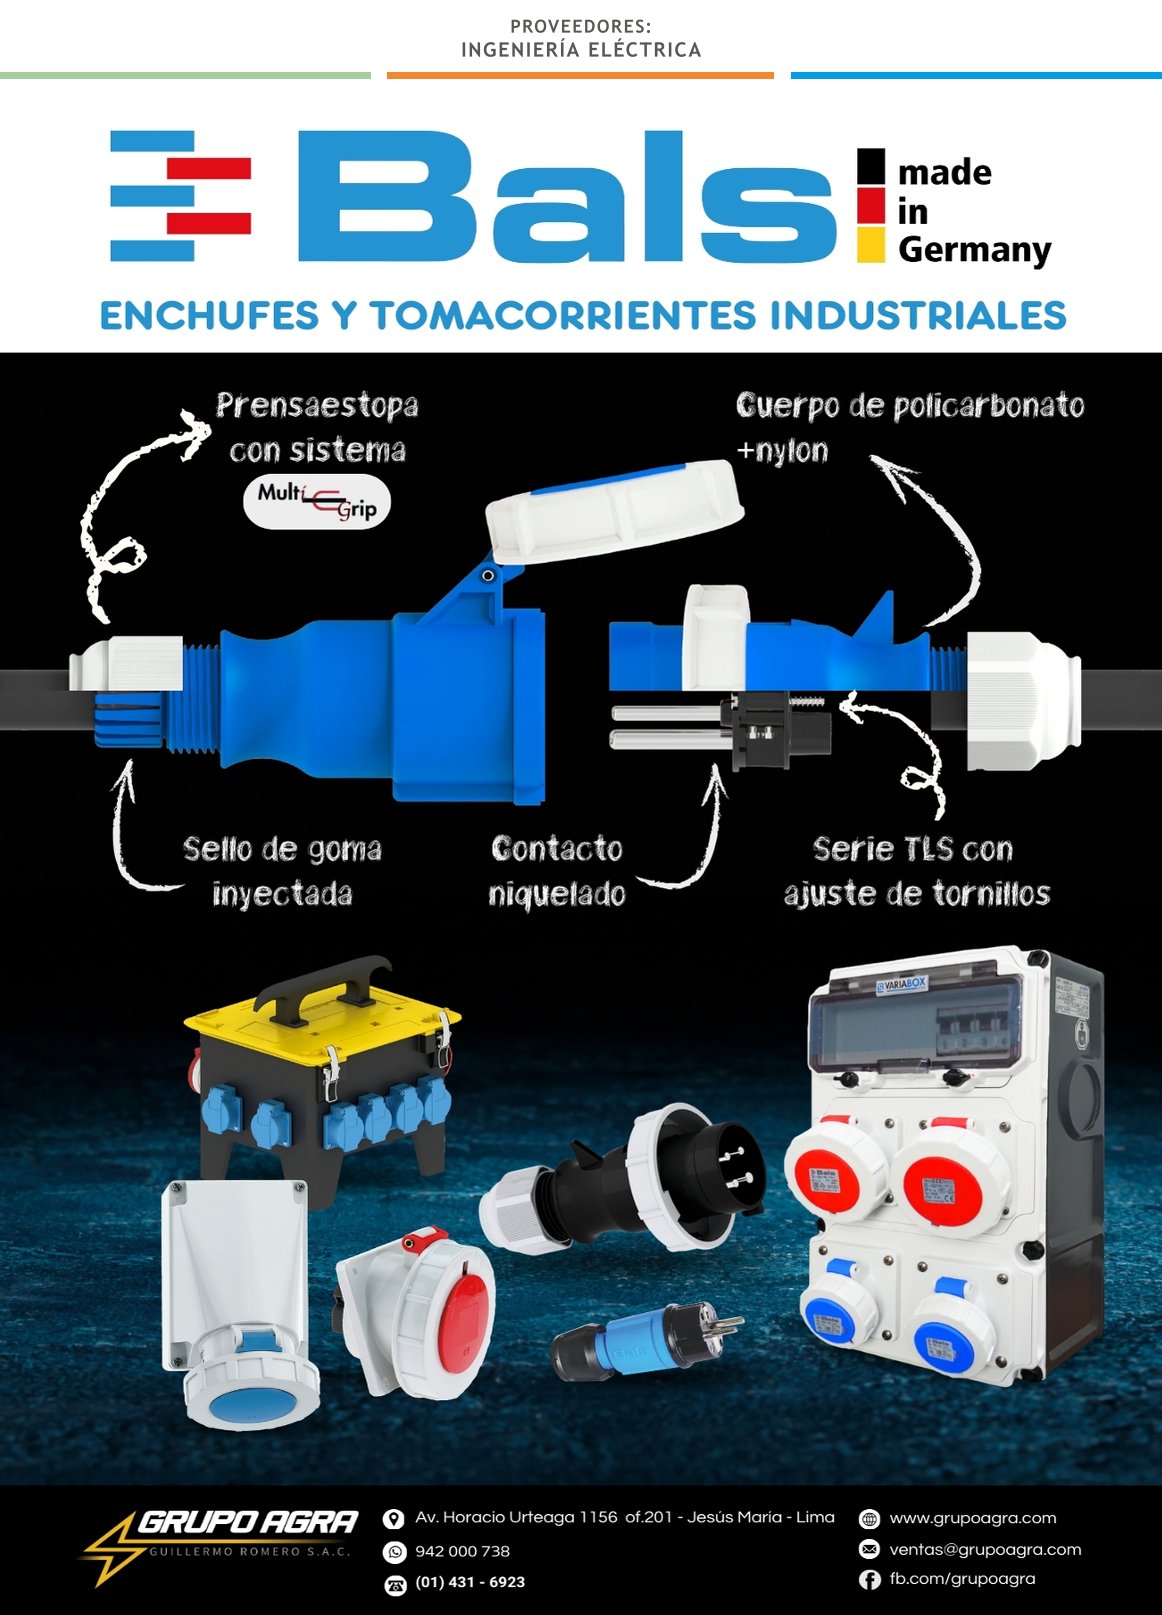 PROVEEDORES:
INGENIERÍA ELÉCTRICA
Bals
made
in
Germany
ENCHUFES Y TOMACORRIENTES INDUSTRIALES
Prensaestopa
con sistema
Multi
Grip
Cuerpo de policarbonato
+nylon
Sello de goma
inyectada
Contacto
niquelado
Serie TLS con
ajuste de tornillos
VARIABOX
Bals
Bals
Bals
GRUPO AGRA
GUILLERMO ROMERO S.A.C.
Av. Horacio Urteaga 1156 of.201 - Jesús María - Lima
942 000 738
(01) 431 - 6923
www.grupoagra.com
ventas@grupoagra.com
fb.com/grupoagra